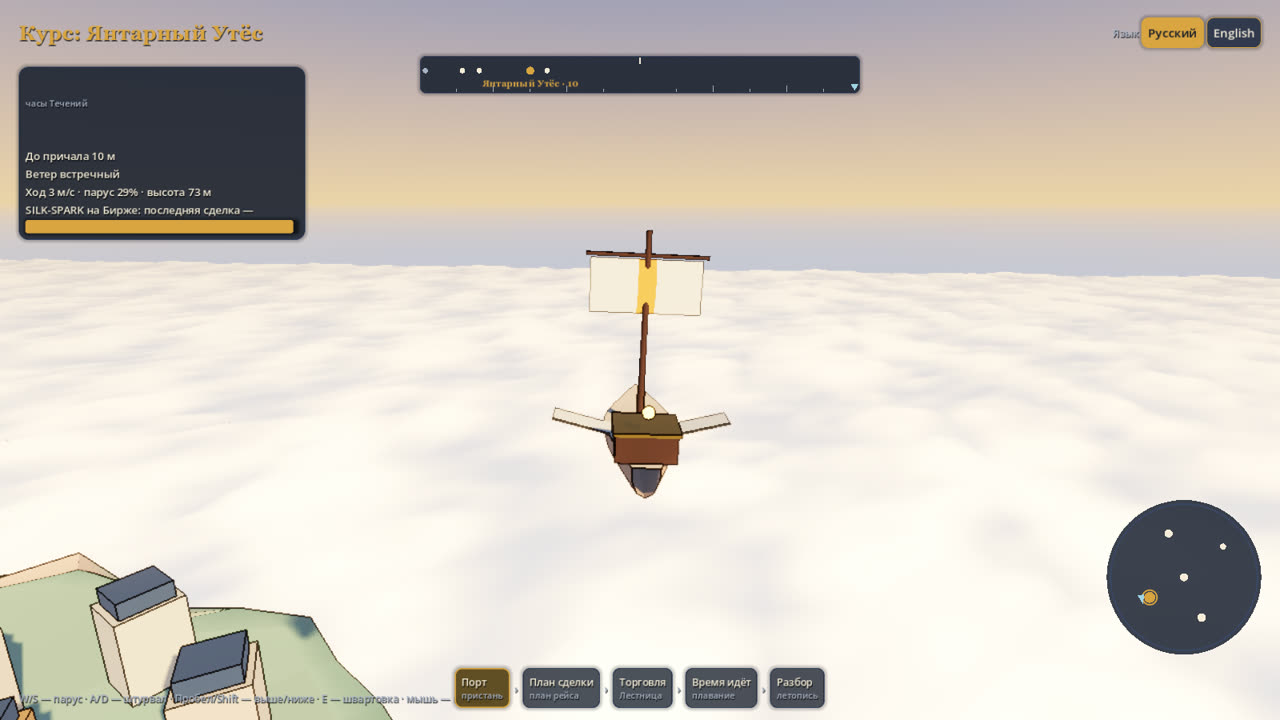 Курс: Янтарный Утёс
Язык
Русский
English
Янтарный Утёс · 10
часы Течений
До причала 10 м
Ветер встречный
Ход 3 м/с · парус 29% · высота 73 м
SILK-SPARK на Бирже: последняя сделка —
W/S — парус · A/D — штурвал · Пробел/Shift — выше/ниже · E — швартовка · мышь —
Порт
пристань
›
План сделки
план рейса
›
Торговля
Лестница
›
Время идёт
плавание
›
Разбор
летопись